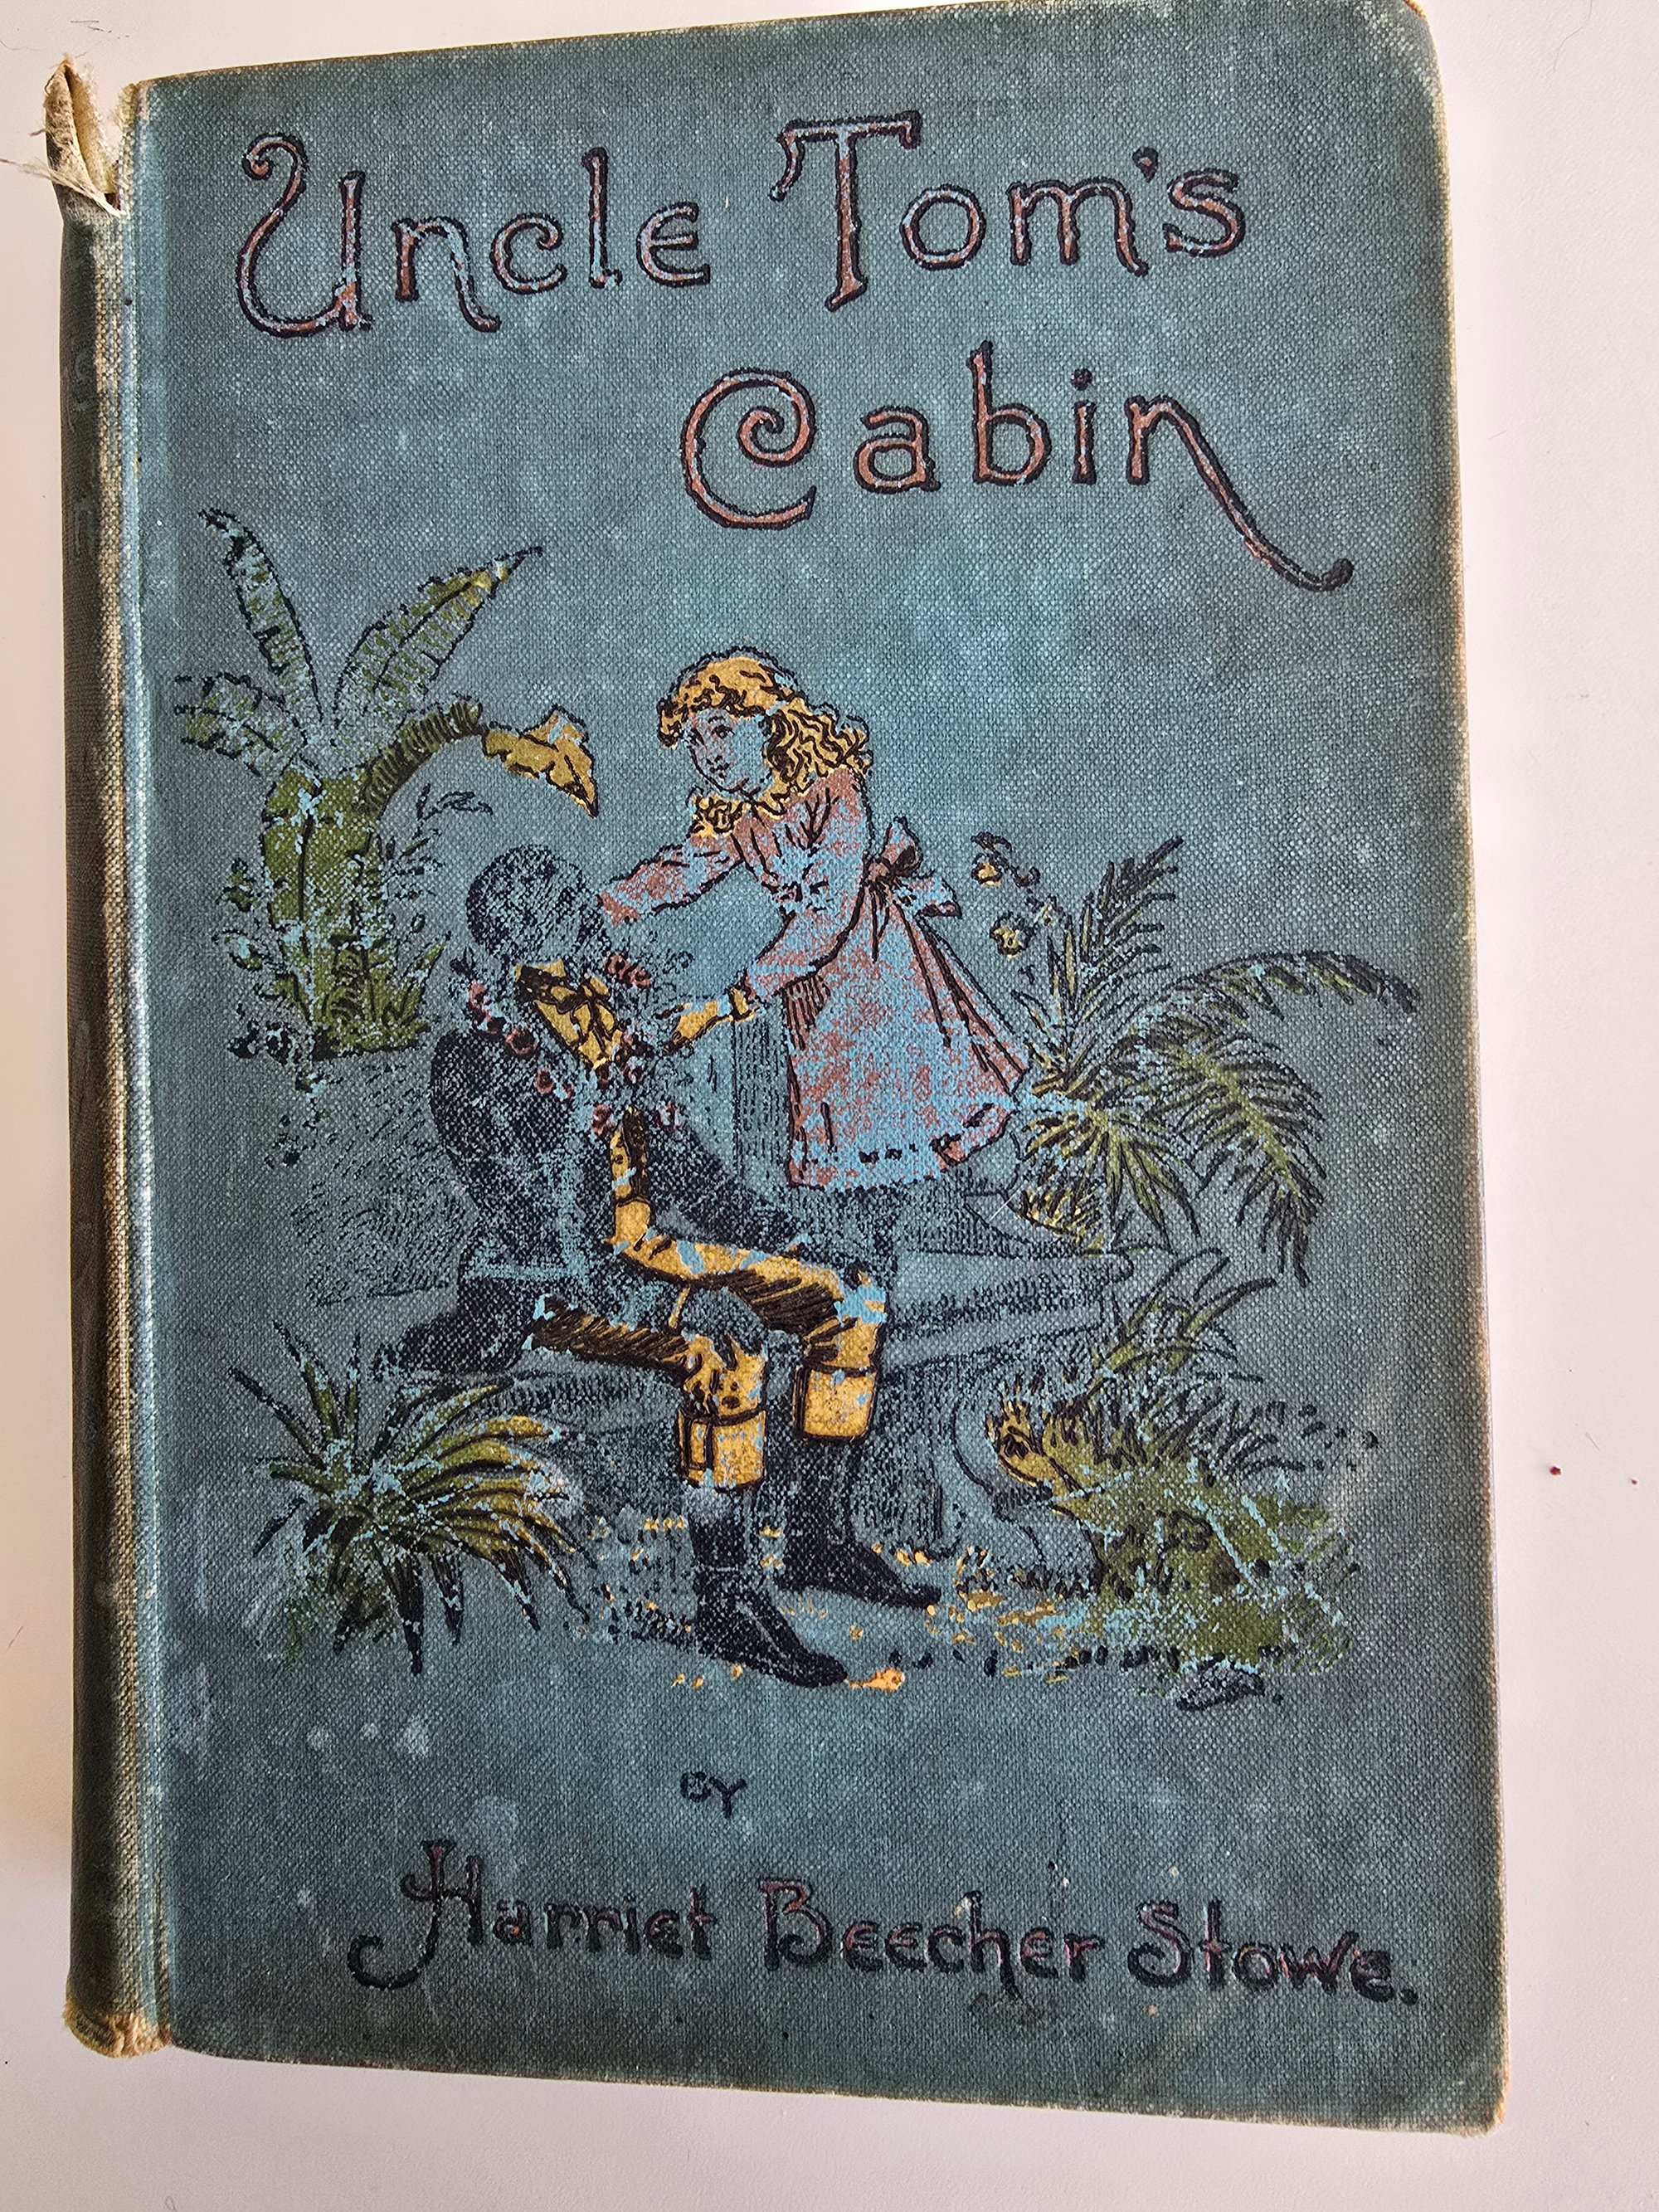 Uncle Tom's
Cabin
BY
Harriet Beecher Stowe.